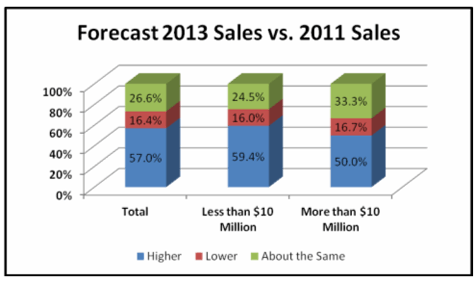 Forecast 2013 Sales vs. 2011 Sales
100%
80%
60%
40%
20%
0%
26.6%
16.4%
57.0%
24.5%
16.0%
59.4%
33.3%
16.7%
50.0%
Total
Less than $10
Million
More than $10
Million
Higher
Lower
About the Same